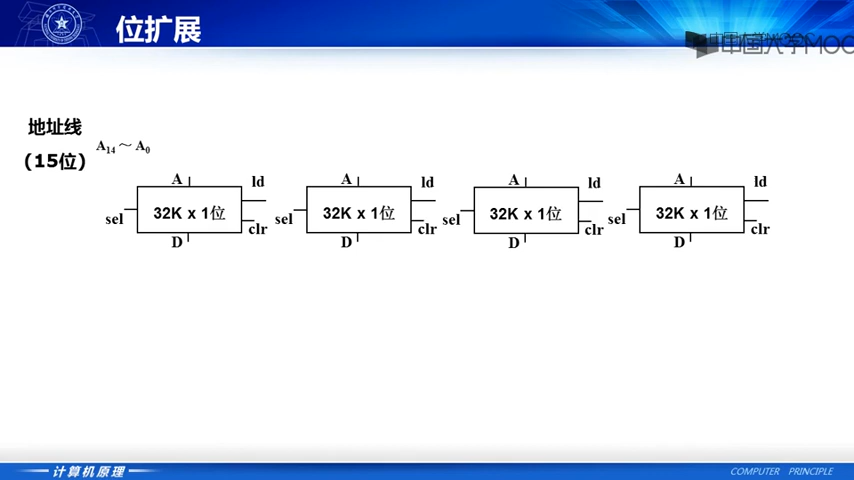 位扩展
中国大学MOOC
地址线
(15位)
A14 ～ A0
A ld A ld A ld A ld
32K x 1位 32K x 1位 32K x 1位 32K x 1位
sel clr sel clr sel clr sel clr
D D D D
计算机原理
COMPUTER PRINCIPLE